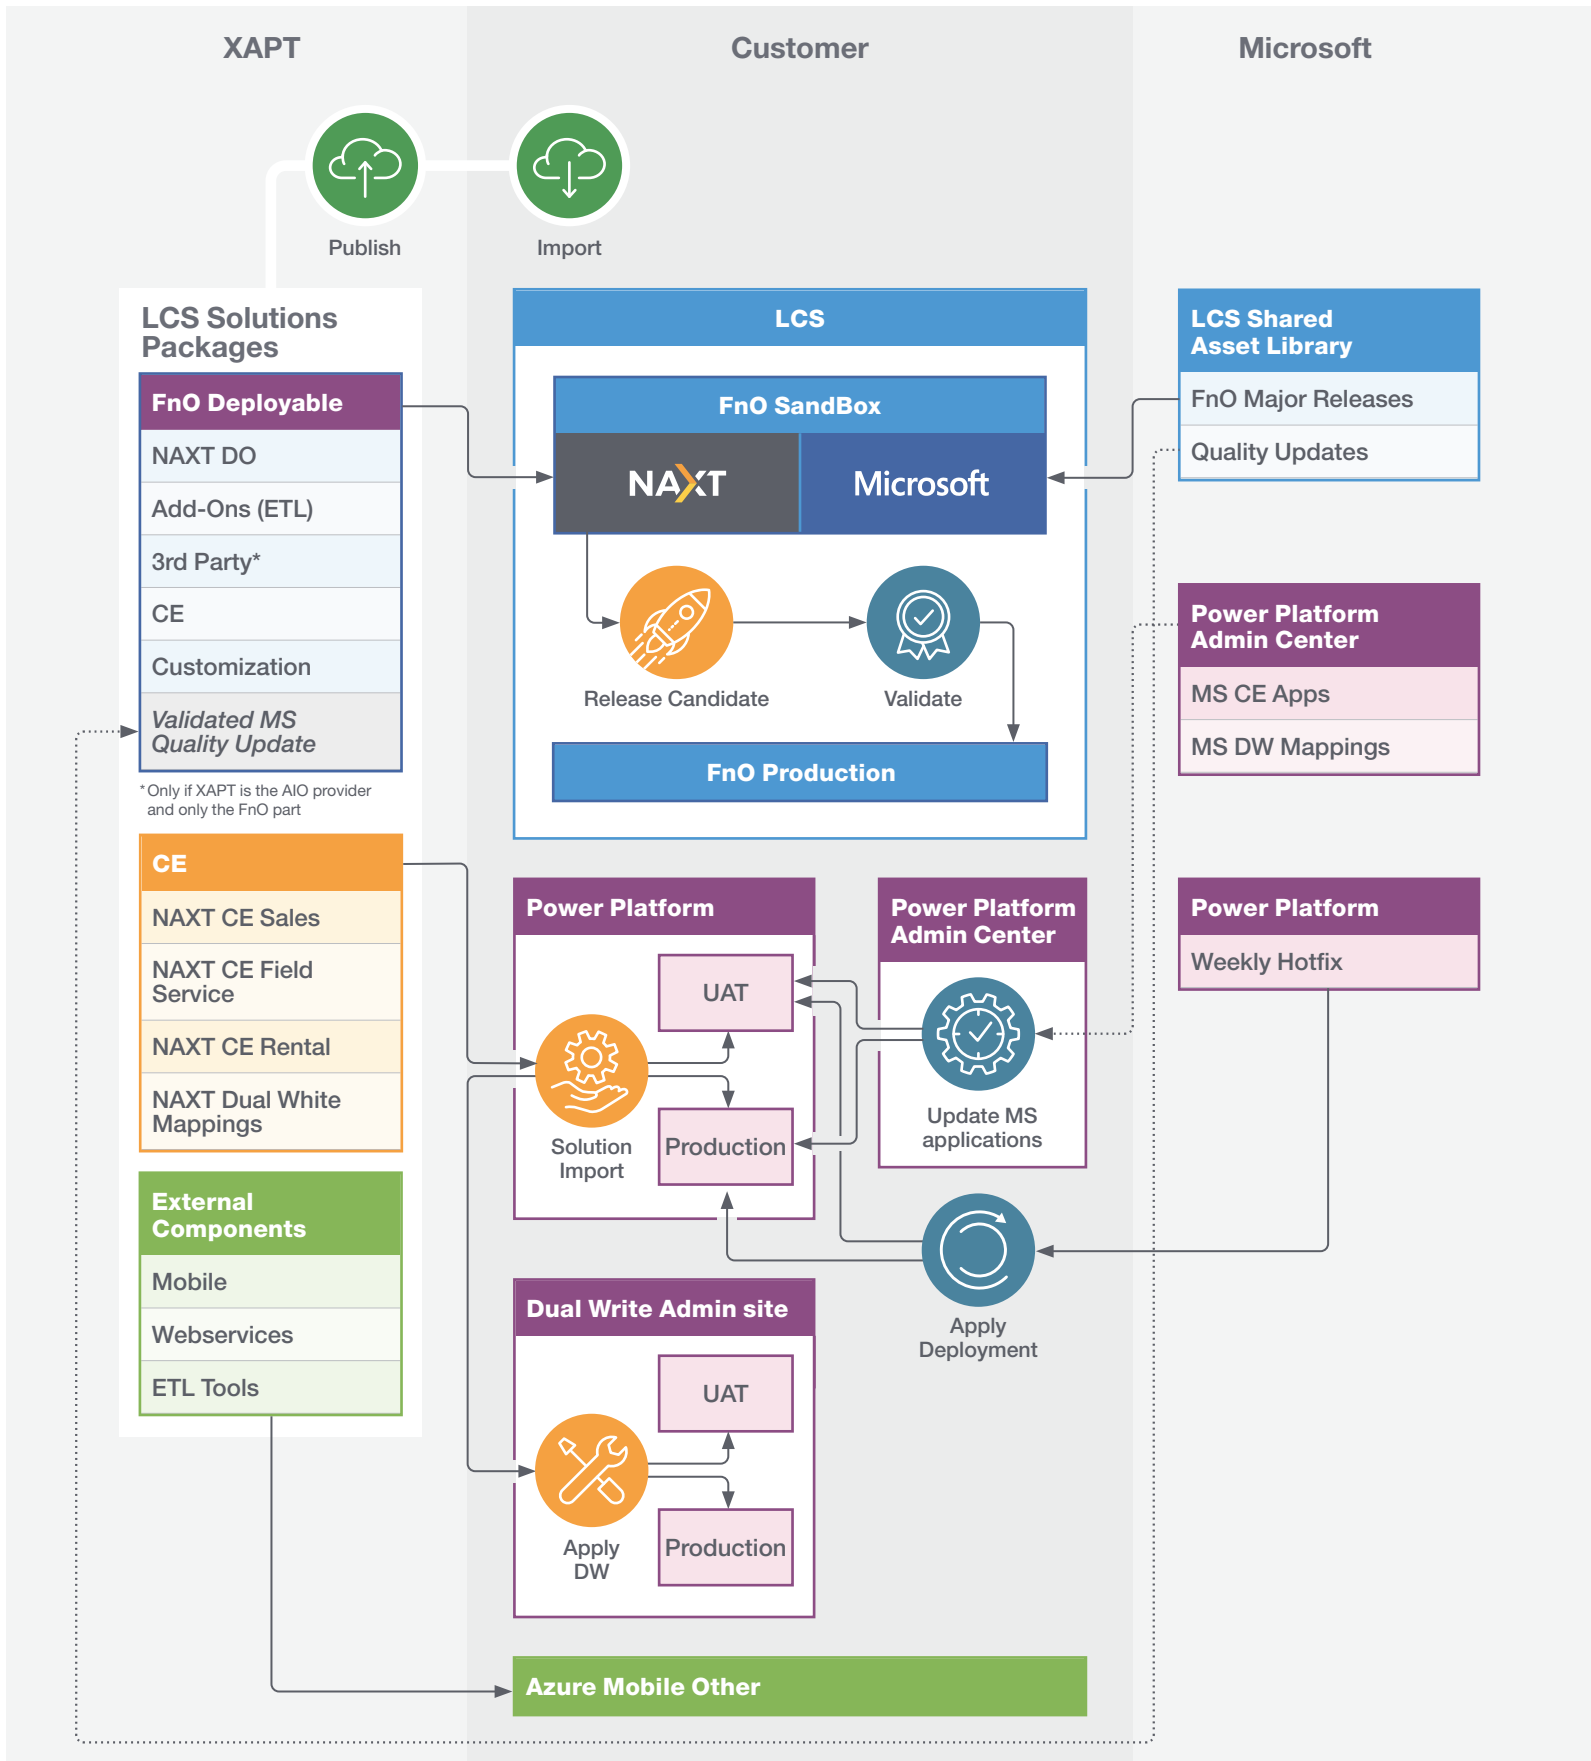 XAPT
Customer
Microsoft
Publish
Import
LCS Solutions
Packages
FnO Deployable
NAXT DO
Add-Ons (ETL)
3rd Party*
CE
Customization
Validated MS
Quality Update
*Only if XAPT is the AIO provider
and only the FnO part
CE
NAXT CE Sales
NAXT CE Field
Service
NAXT CE Rental
NAXT Dual White
Mappings
External
Components
Mobile
Webservices
ETL Tools
LCS
FnO SandBox
NAXT
Microsoft
Release Candidate
Validate
FnO Production
Power Platform
UAT
Solution
Import
Production
Power Platform
Admin Center
Update MS
applications
Apply
Deployment
Dual Write Admin site
UAT
Apply
DW
Production
Azure Mobile Other
LCS Shared
Asset Library
FnO Major Releases
Quality Updates
Power Platform
Admin Center
MS CE Apps
MS DW Mappings
Power Platform
Weekly Hotfix